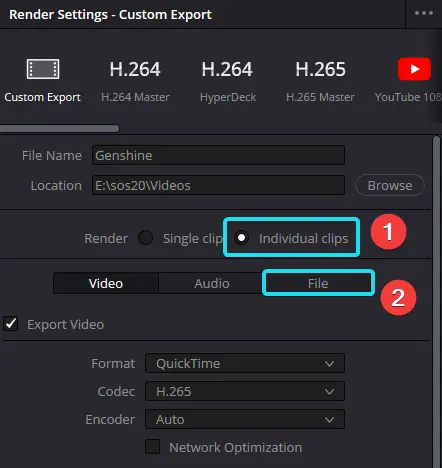 Render Settings - Custom Export
H.264 H.264 H.265
Custom Export H.264 Master HyperDeck H.265 Master YouTube 108
File Name Genshine
Location E:\sos20\Videos Browse
Render Single clip Individual clips 1
Video Audio File 2
Export Video
Format QuickTime
Codec H.265
Encoder Auto
Network Optimization